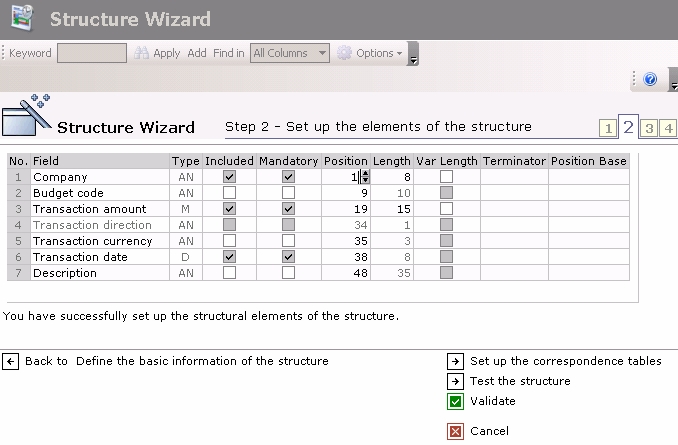 Structure Wizard
Keyword Apply Add Find in All Columns Options
?
Structure Wizard Step 2 - Set up the elements of the structure 1 2 3 4
No. Field Type Included Mandatory Position Length Var Length Terminator Position Base
1 Company AN 1 8
2 Budget code AN 9 10
3 Transaction amount M 19 15
4 Transaction direction AN 34 1
5 Transaction currency AN 35 3
6 Transaction date D 38 8
7 Description AN 48 35
You have successfully set up the structural elements of the structure.
Back to Define the basic information of the structure Set up the correspondence tables
Test the structure
Validate
Cancel